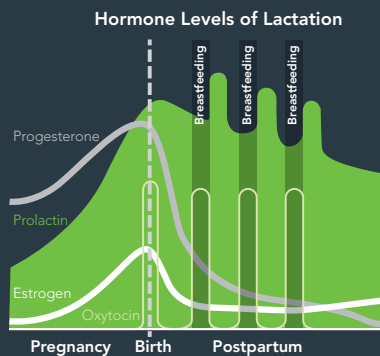 Hormone Levels of Lactation
Breastfeeding
Breastfeeding
Breastfeeding
Progesterone
Prolactin
Estrogen
Oxytocin
Pregnancy
Birth
Postpartum